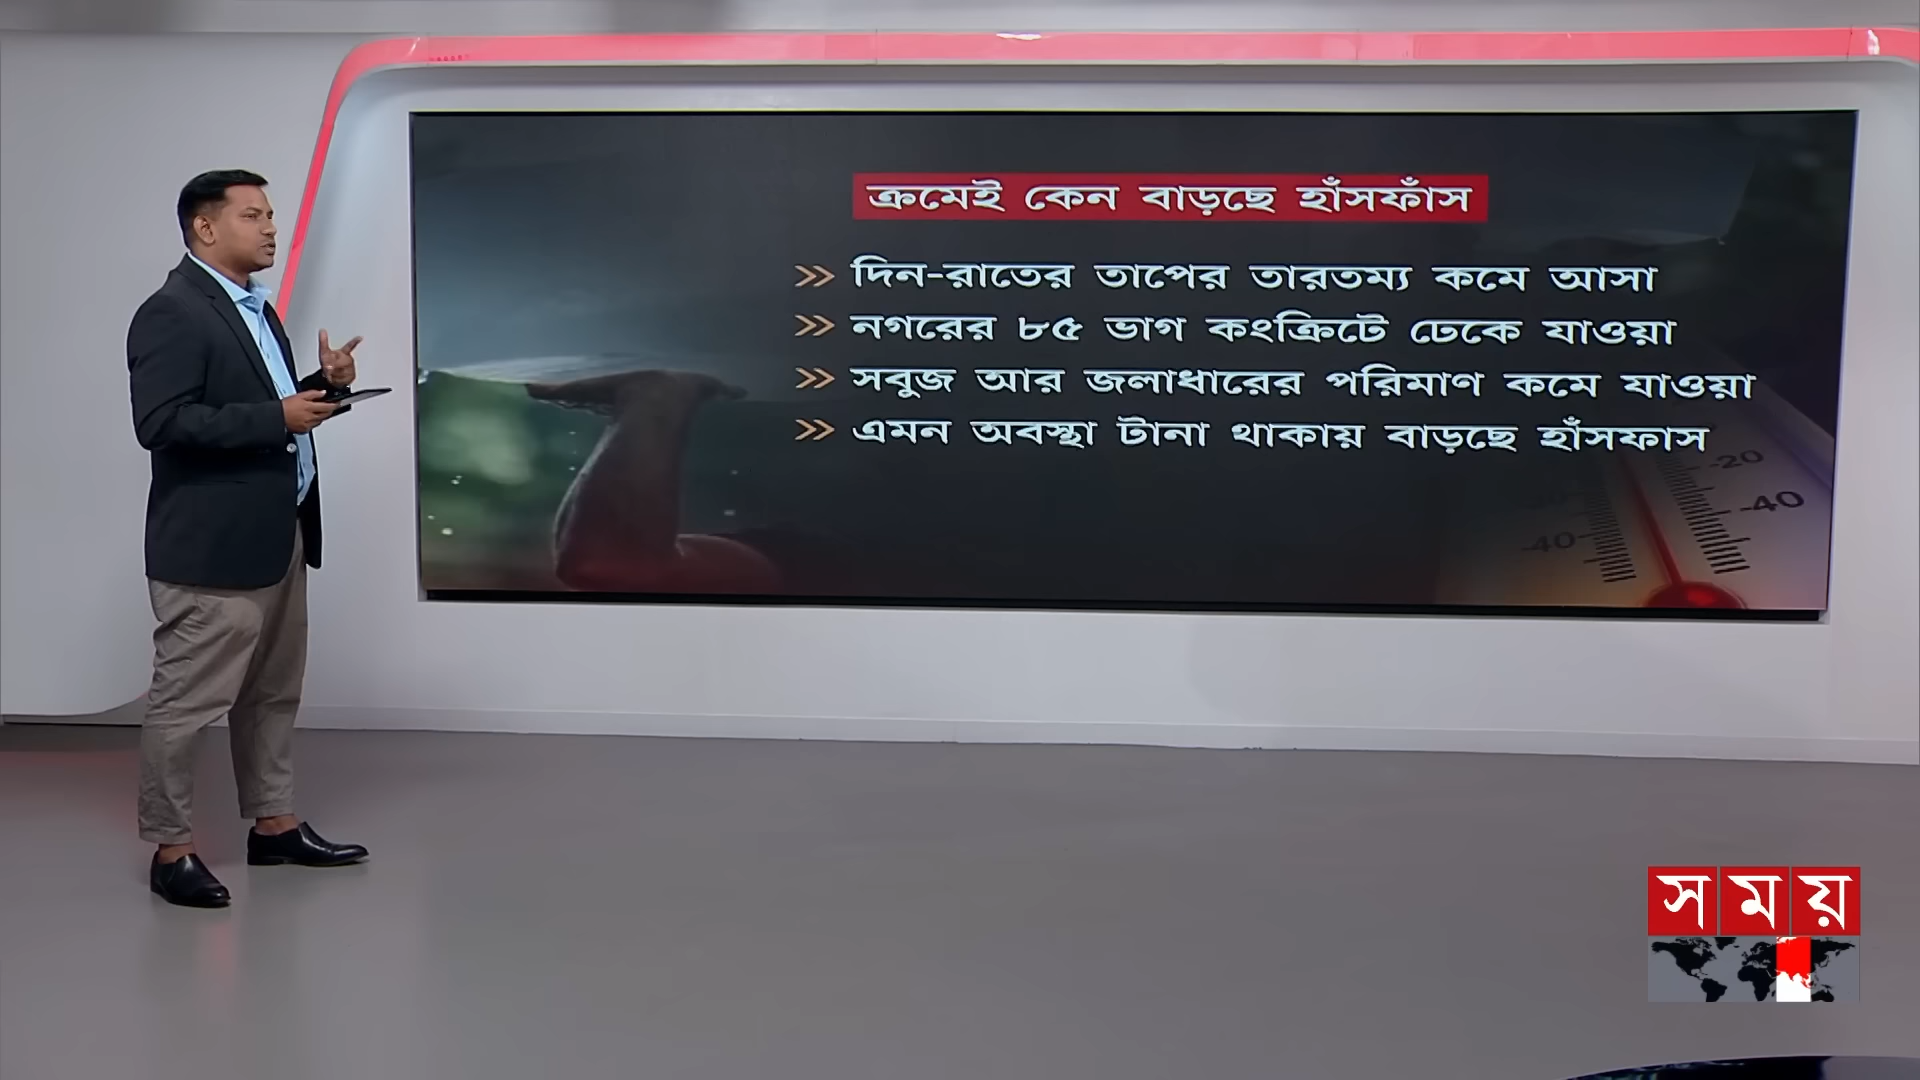 ক্রমেই কেন বাড়ছে হাঁসফাঁস
>> দিন-রাতের তাপের তারতম্য কমে আসা
>> নগরের ৮৫ ভাগ কংক্রিটে ঢেকে যাওয়া
>> সবুজ আর জলাধারের পরিমাণ কমে যাওয়া
>> এমন অবস্থা টানা থাকায় বাড়ছে হাঁসফাস
-20
-40
-40
সময়